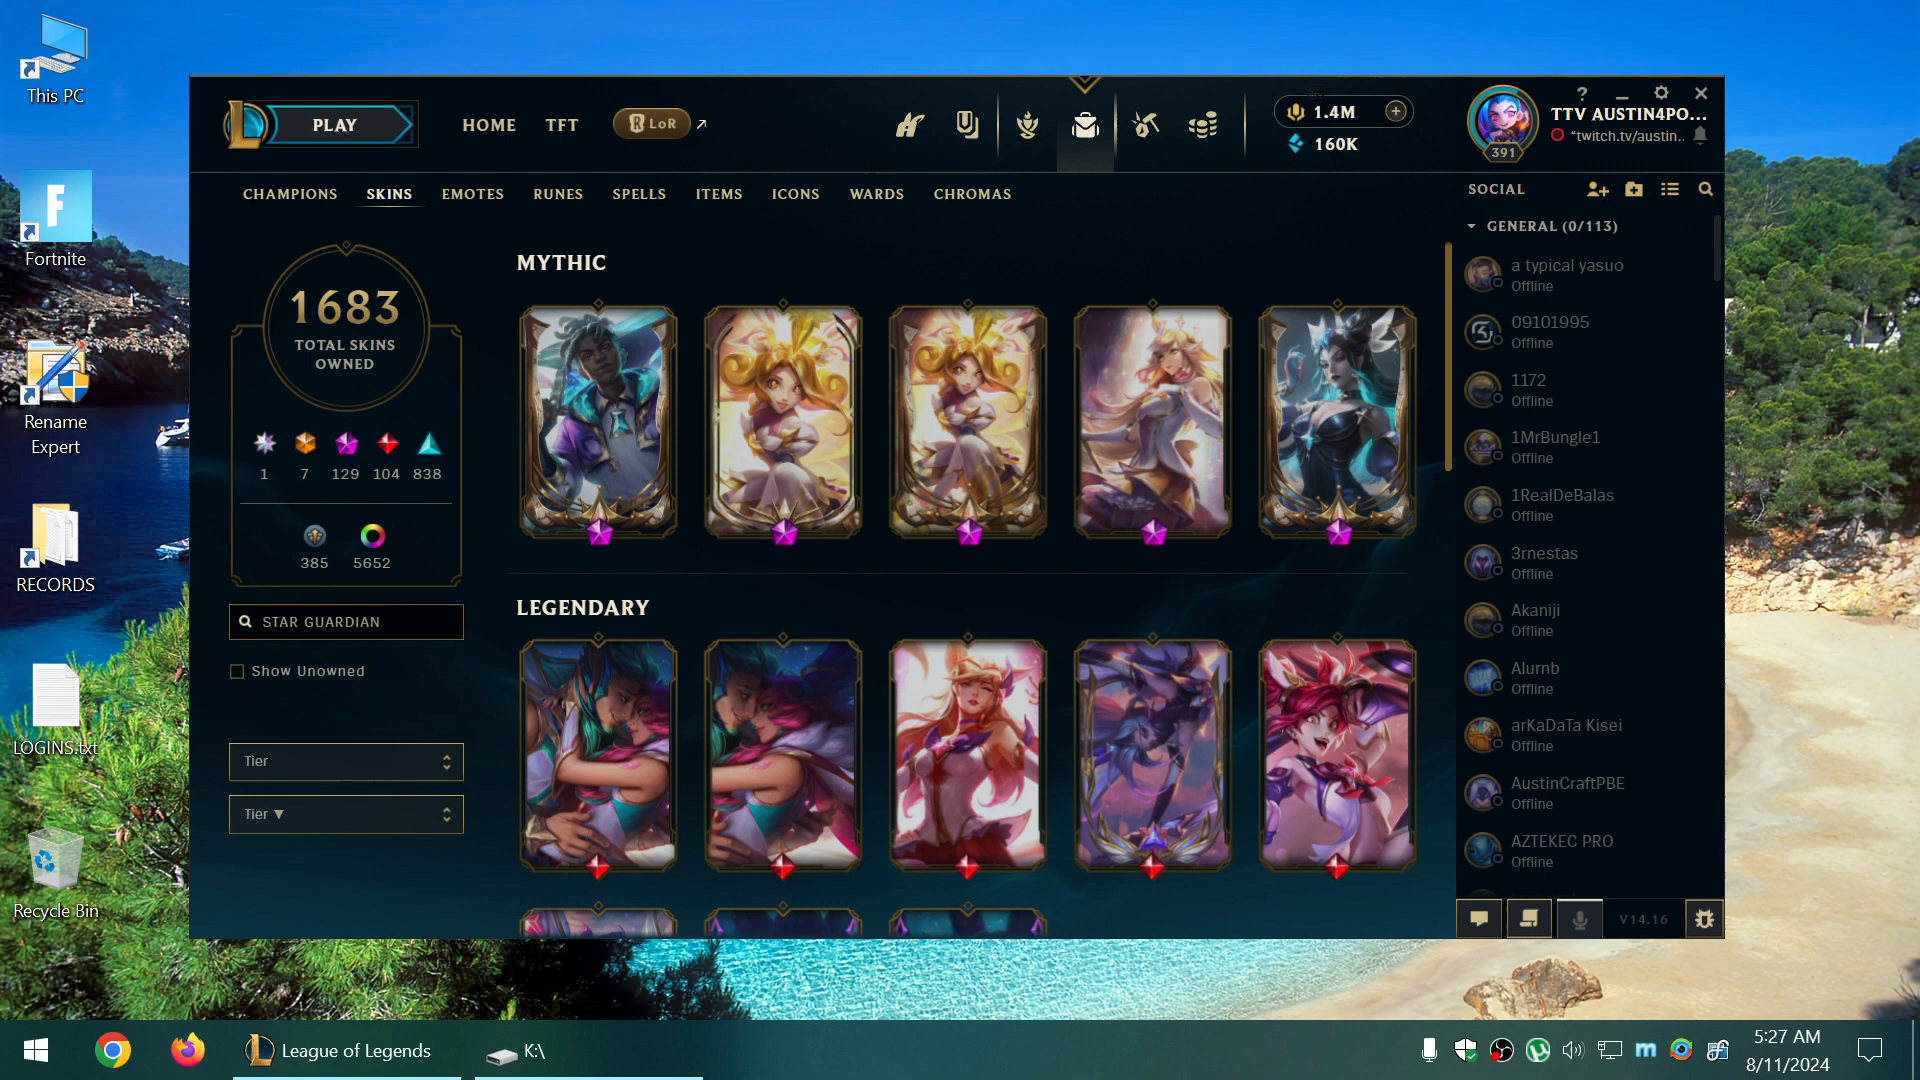 This PC
Fortnite
Rename
Expert
RECORDS
LOGINS.txt
Recycle Bin
PLAY
HOME
TFT
LoR
1.4M
160K
391
TTV AUSTIN4PO...
"twitch.tv/austin..
CHAMPIONS
SKINS
EMOTES
RUNES
SPELLS
ITEMS
ICONS
WARDS
CHROMAS
1683
TOTAL SKINS
OWNED
1
7
129
104
838
385
5652
STAR GUARDIAN
Show Unowned
Tier
Tier ▼
MYTHIC
LEGENDARY
SOCIAL
GENERAL (0/113)
a typical yasuo
Offline
09101995
Offline
1172
Offline
1MrBungle1
Offline
1RealDeBalas
Offline
3rnestas
Offline
Akaniji
Offline
Alurnb
Offline
arKaDaTa Kisei
Offline
AustinCraftPBE
Offline
AZTEKEC PRO
Offline
V14.16
League of Legends
K:\
5:27 AM
8/11/2024